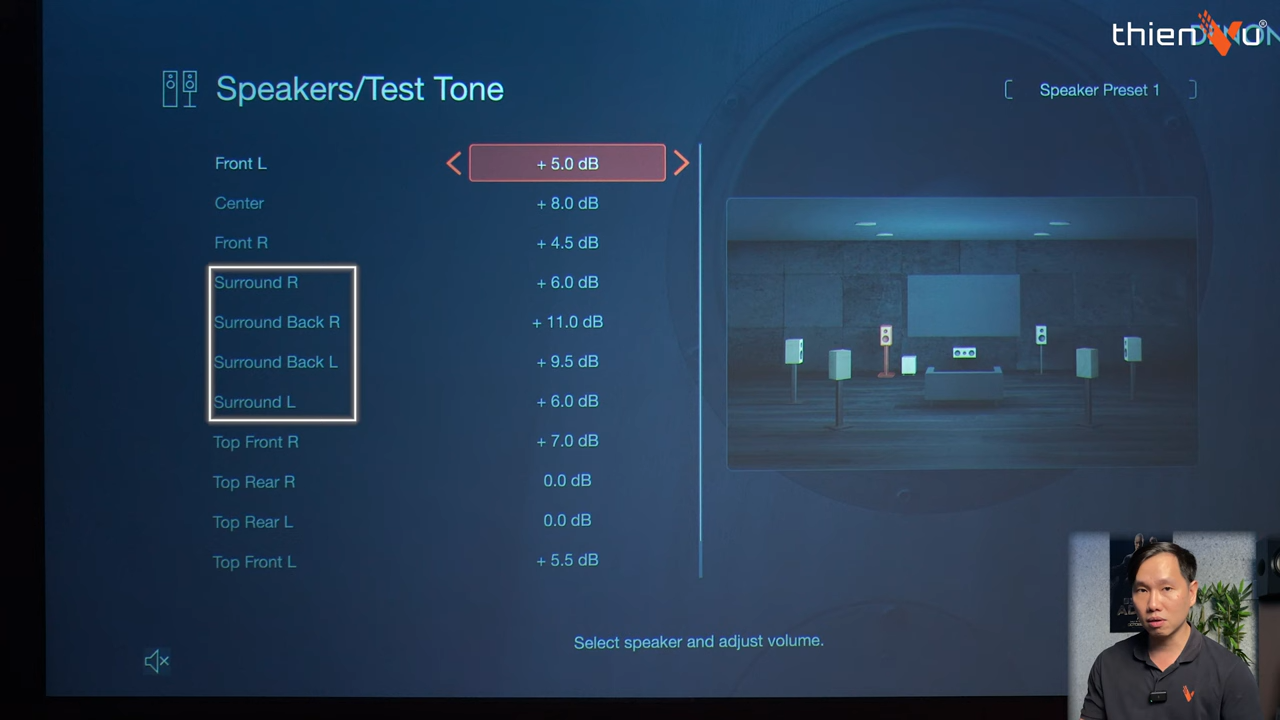 thienVu®
DENON
Speakers/Test Tone
Speaker Preset 1
Front L + 5.0 dB
Center + 8.0 dB
Front R + 4.5 dB
Surround R + 6.0 dB
Surround Back R + 11.0 dB
Surround Back L + 9.5 dB
Surround L + 6.0 dB
Top Front R + 7.0 dB
Top Rear R 0.0 dB
Top Rear L 0.0 dB
Top Front L + 5.5 dB
Select speaker and adjust volume.